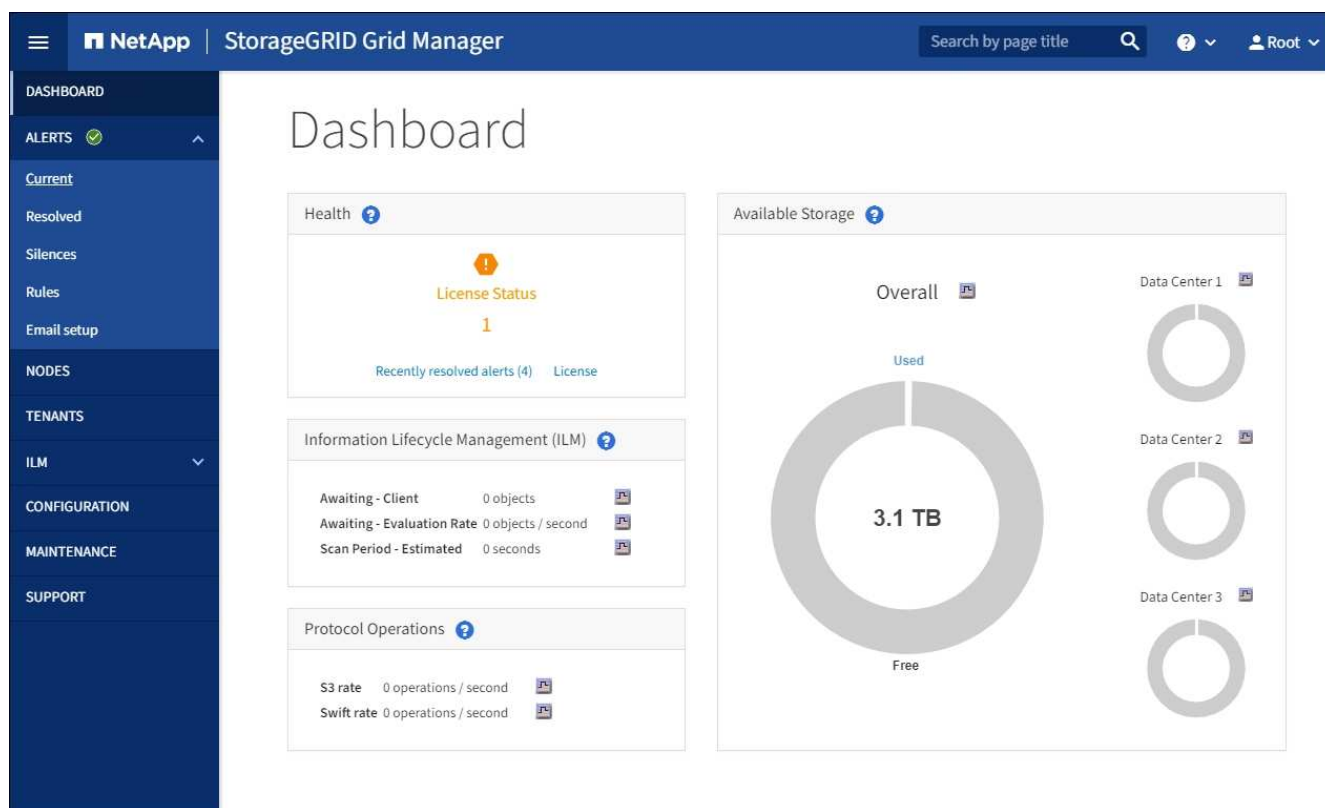 NetApp | StorageGRID Grid Manager
Search by page title
Root
DASHBOARD
ALERTS
Current
Resolved
Silences
Rules
Email setup
NODES
TENANTS
ILM
CONFIGURATION
MAINTENANCE
SUPPORT
Dashboard
Health ?
!
License Status
1
Recently resolved alerts (4) License
Information Lifecycle Management (ILM) ?
Awaiting - Client 0 objects
Awaiting - Evaluation Rate 0 objects / second
Scan Period - Estimated 0 seconds
Protocol Operations ?
S3 rate 0 operations / second
Swift rate 0 operations / second
Available Storage ?
Overall
Used
3.1 TB
Free
Data Center 1
Data Center 2
Data Center 3